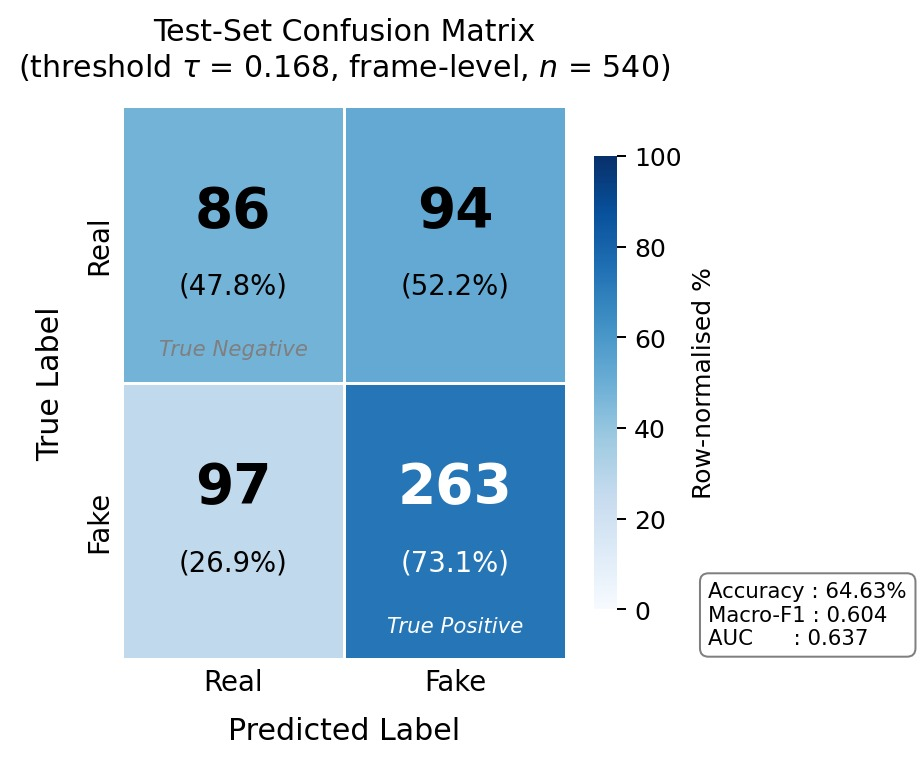 Test-Set Confusion Matrix
(threshold τ = 0.168, frame-level, n = 540)
True Label
Real
Fake
86
(47.8%)
True Negative
94
(52.2%)
97
(26.9%)
263
(73.1%)
True Positive
Real
Fake
Predicted Label
100
80
60
40
20
0
Row-normalised %
Accuracy : 64.63%
Macro-F1 : 0.604
AUC : 0.637